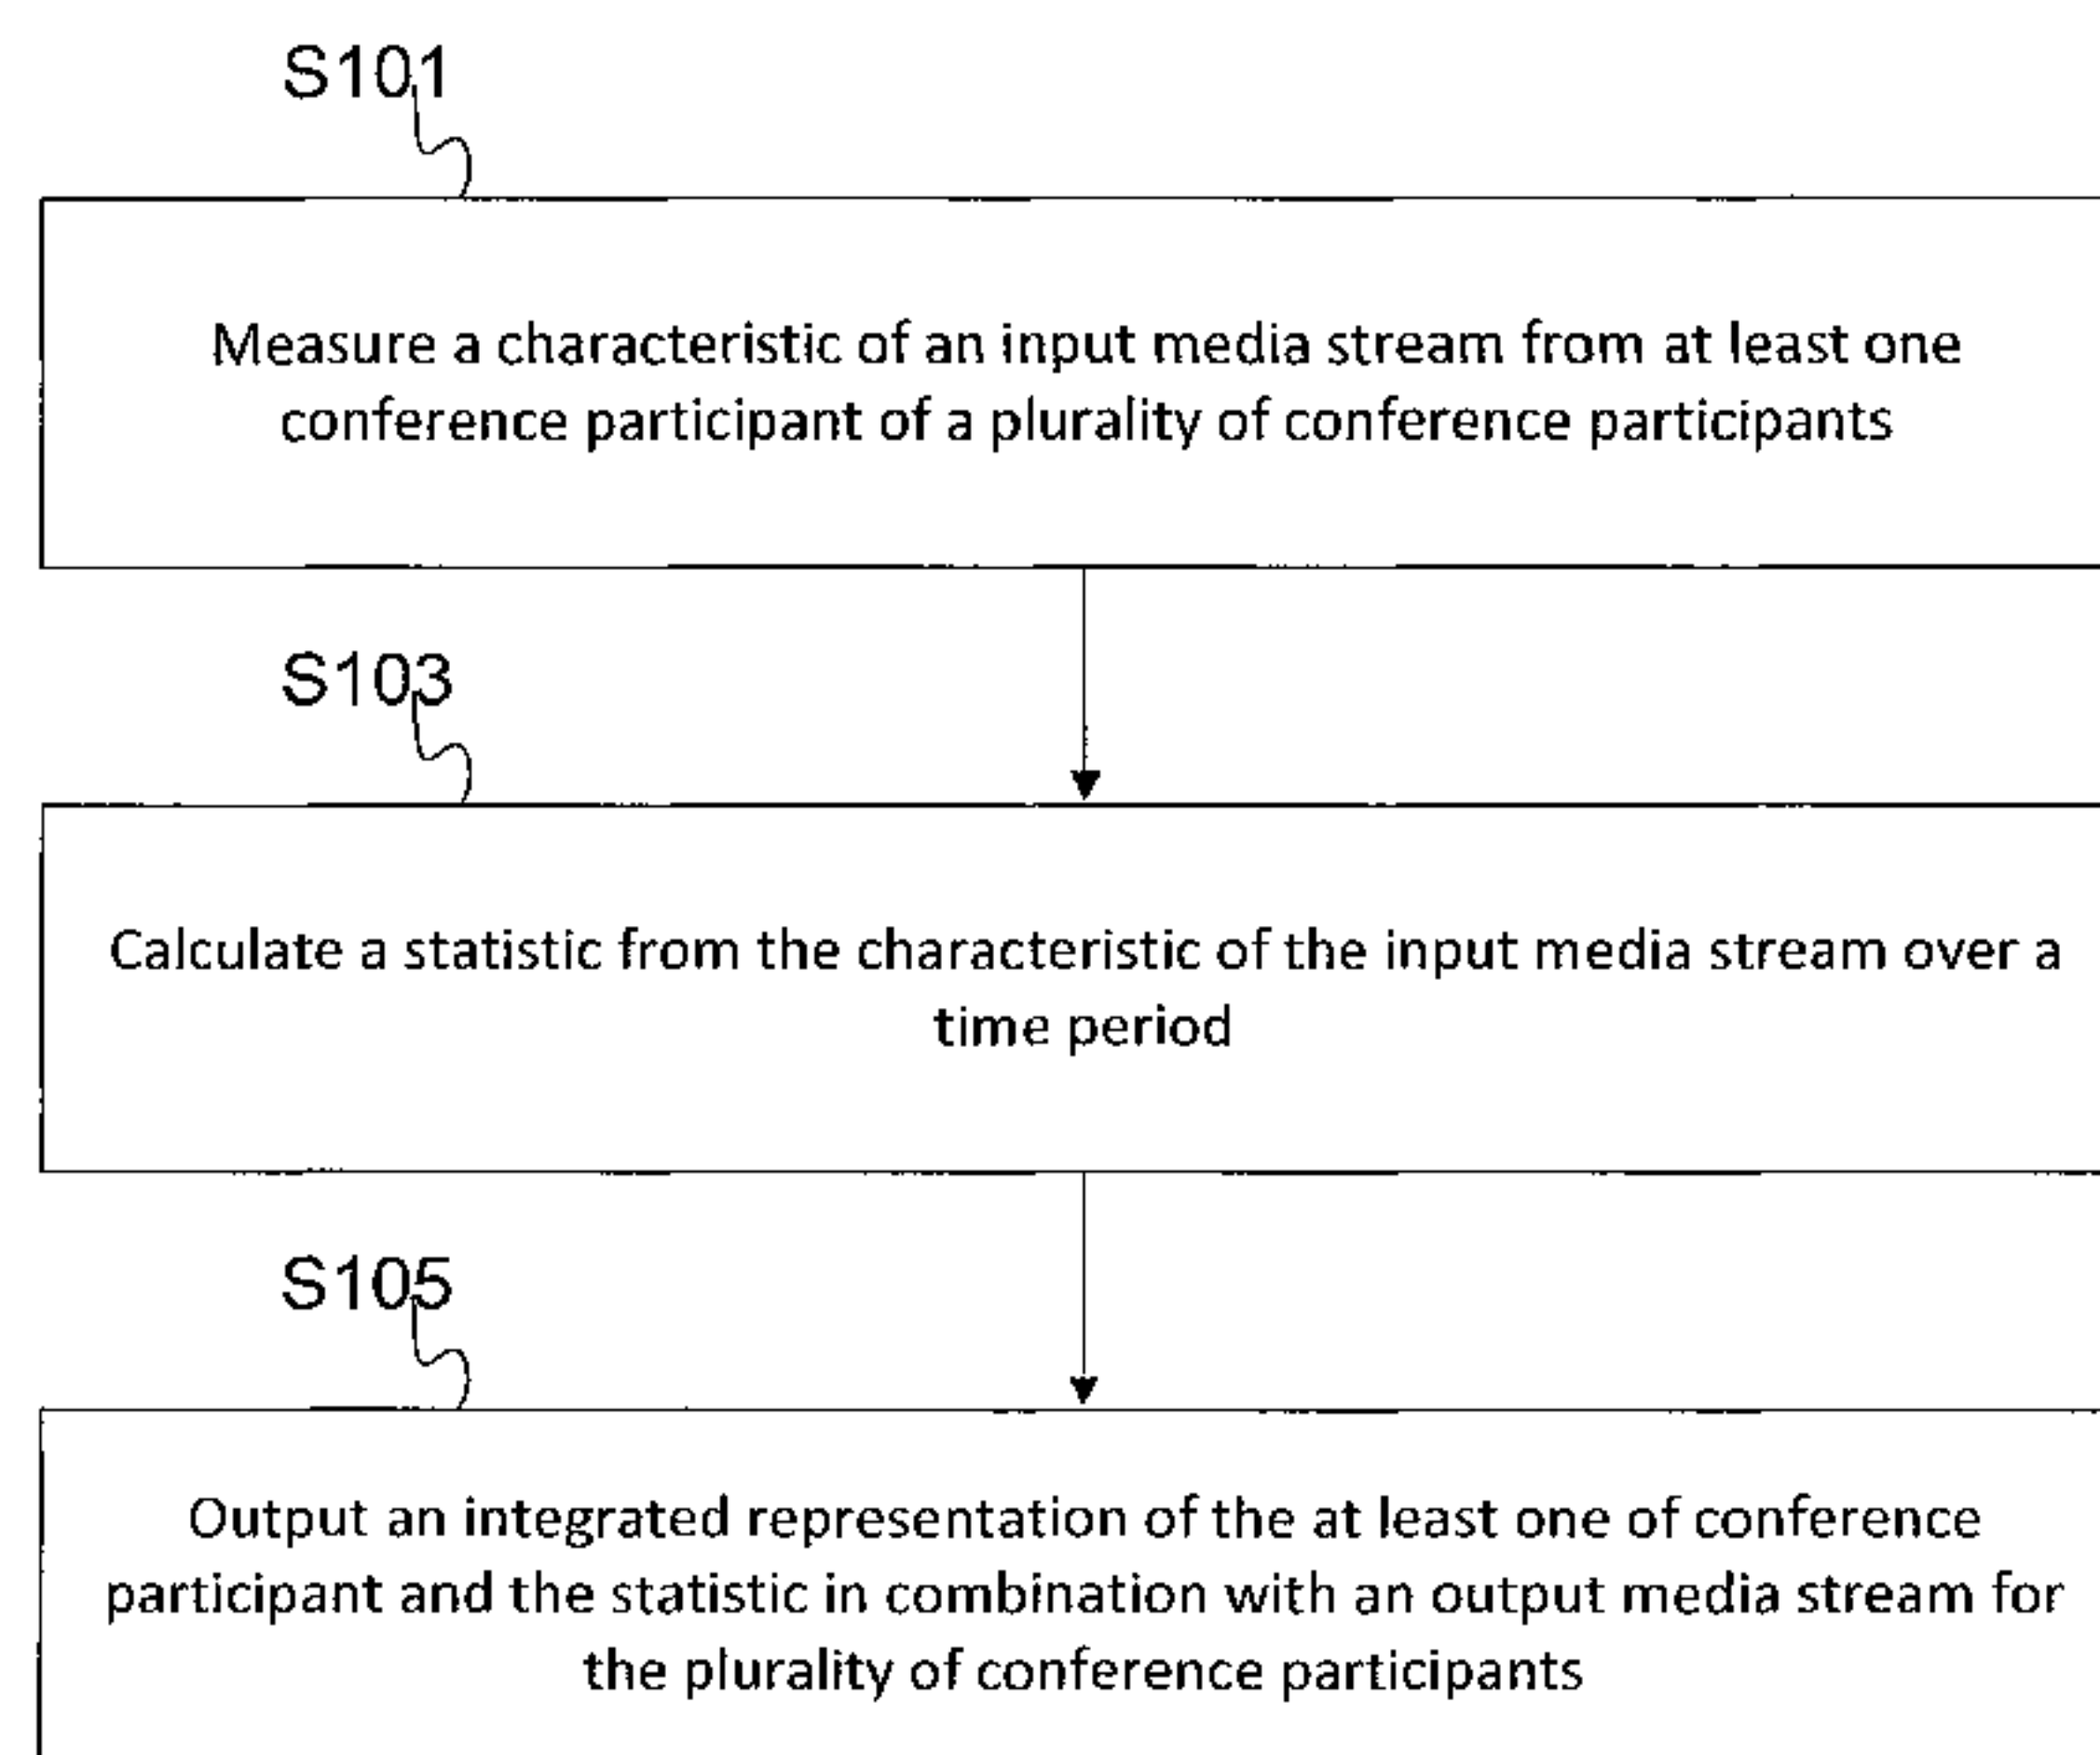 S101
Measure a characteristic of an input media stream from at least one
conference participant of a plurality of conference participants
S103
Calculate a statistic from the characteristic of the input media stream over a
time period
S105
Output an integrated representation of the at least one of conference
participant and the statistic in combination with an output media stream for
the plurality of conference participants